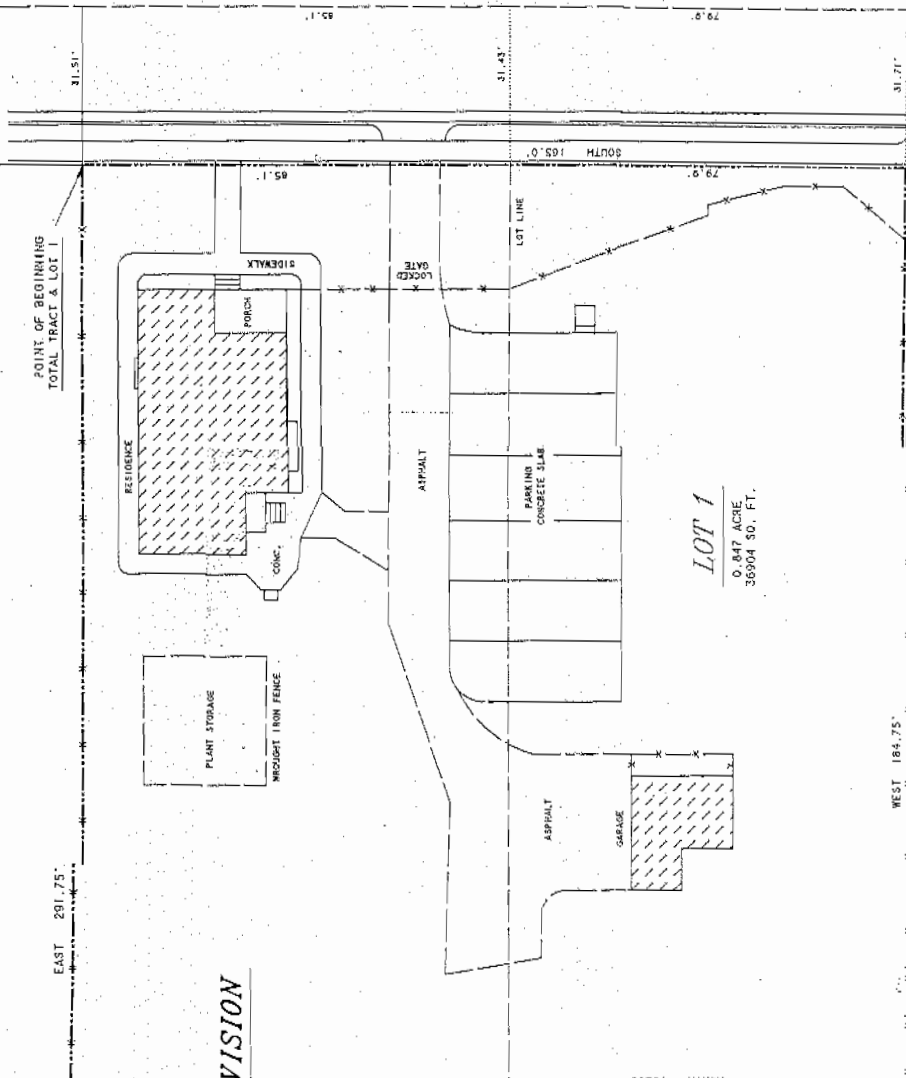 85.1'
79.9'
31.51'
31.43'
31.71'
SOUTH 165.0'
85.1'
79.9'
POINT OF BEGINNING
TOTAL TRACT & LOT 1
SIDEWALK
LOCKED
GATE
LOT LINE
PORCH
RESIDENCE
ASPHALT
PARKING
CONCRETE SLAB
CONC.
LOT 1
0.847 ACRE
36904 SQ. FT.
PLANT STORAGE
WROUGHT IRON FENCE
ASPHALT
GARAGE
WEST 184.75'
EAST 291.75'
VISION